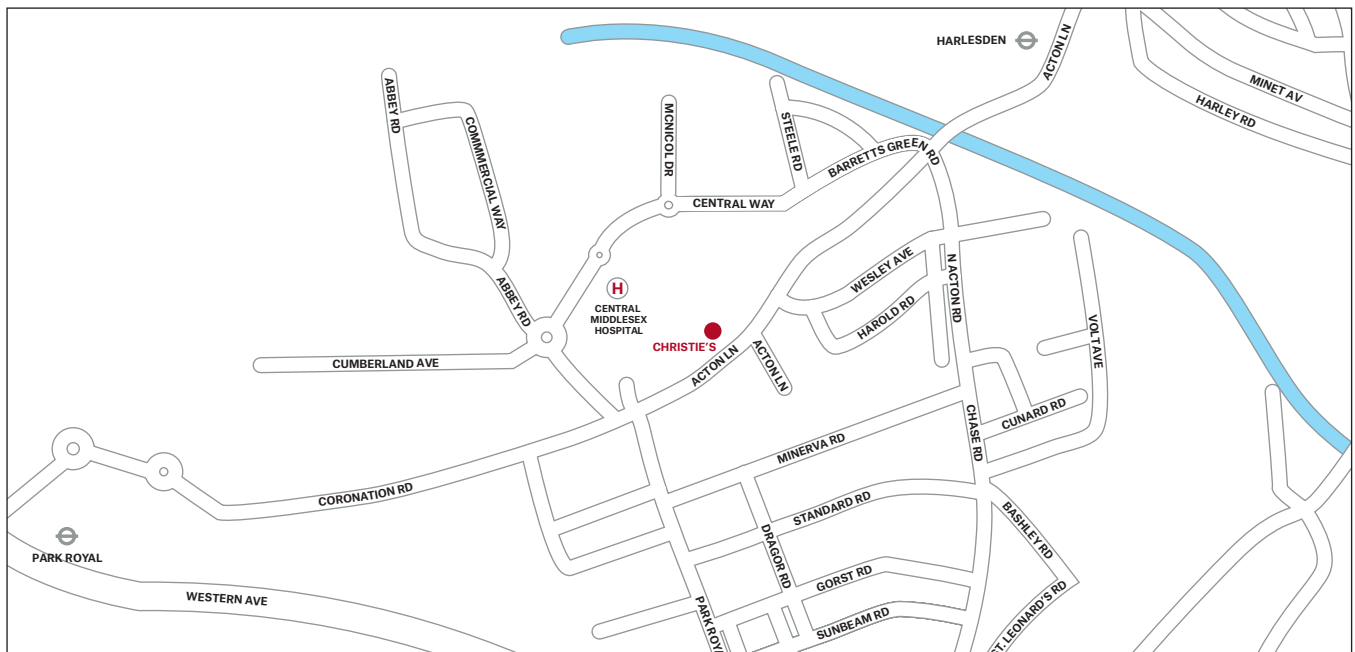 HARLESDEN
ACTON LN
MINET AV
HARLEY RD
ABBEY RD
COMMMERCIAL WAY
MCNICOL DR
STEELE RD
BARRETTS GREEN RD
CENTRAL WAY
ABBEY RD
H
CENTRAL
MIDDLESEX
HOSPITAL
CHRISTIE'S
WESLEY AVE
HAROLD RD
N ACTON RD
VOLT AVE
CUMBERLAND AVE
ACTON LN
ACTON LN
CUNARD RD
CHASE RD
MINERVA RD
CORONATION RD
STANDARD RD
BASHLEY RD
DRAGOR RD
PARK ROYAL
GORST RD
WESTERN AVE
PARK ROYA
SUNBEAM RD
ST. LEONARD'S RD